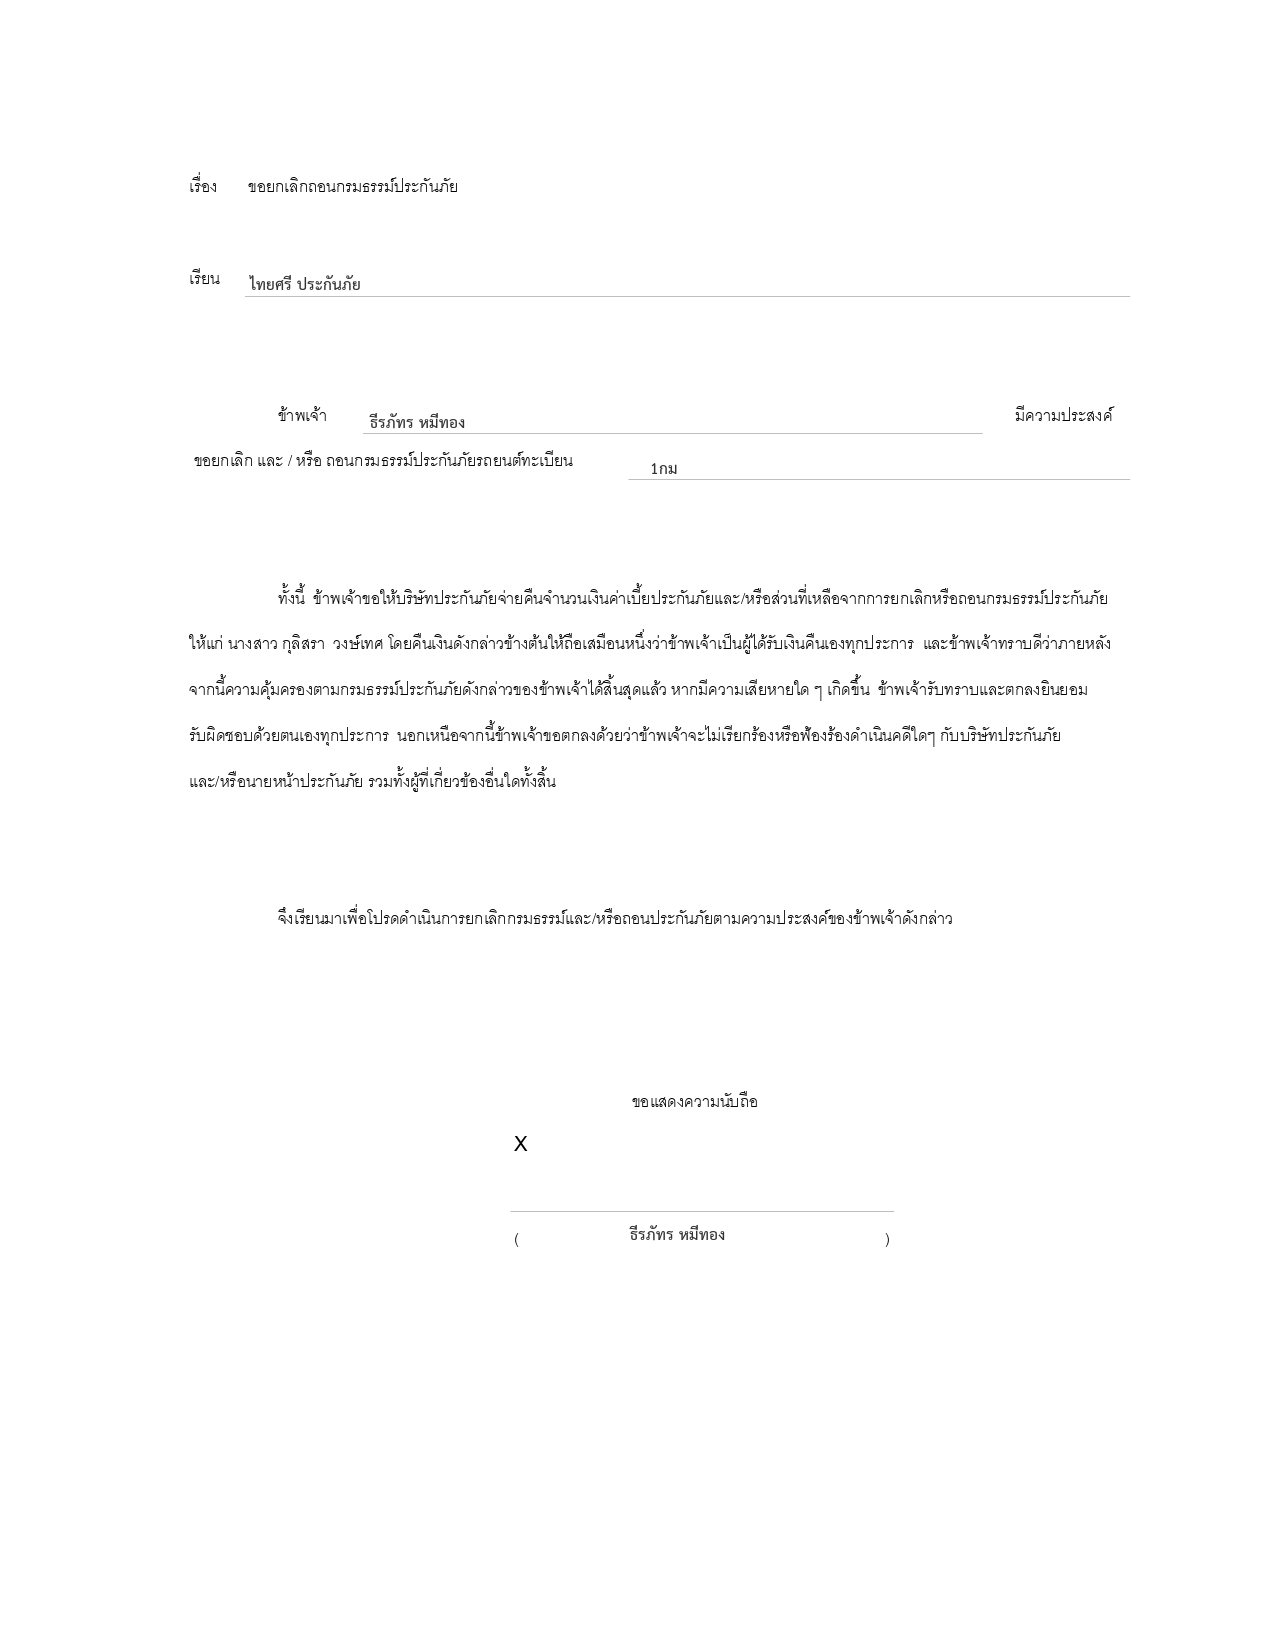 เรื่อง ขอยกเลิกถอนกรมธรรม์ประกันภัย
เรียน ไทยศรี ประกันภัย
ข้าพเจ้า ธีรภัทร หมีทอง มีความประสงค์
ขอยกเลิก และ / หรือ ถอนกรมธรรม์ประกันภัยรถยนต์ทะเบียน 1กม
ทั้งนี้ ข้าพเจ้าขอให้บริษัทประกันภัยจ่ายคืนจำนวนเงินค่าเบี้ยประกันภัยและ/หรือส่วนที่เหลือจากการยกเลิกหรือถอนกรมธรรม์ประกันภัย
ให้แก่ นางสาว กุลิสรา วงษ์เทศ โดยคืนเงินดังกล่าวข้างต้นให้ถือเสมือนหนึ่งว่าข้าพเจ้าเป็นผู้ได้รับเงินคืนเองทุกประการ และข้าพเจ้าทราบดีว่าภายหลัง
จากนี้ความคุ้มครองตามกรมธรรม์ประกันภัยดังกล่าวของข้าพเจ้าได้สิ้นสุดแล้ว หากมีความเสียหายใด ๆ เกิดขึ้น ข้าพเจ้ารับทราบและตกลงยินยอม
รับผิดชอบด้วยตนเองทุกประการ นอกเหนือจากนี้ข้าพเจ้าขอตกลงด้วยว่าข้าพเจ้าจะไม่เรียกร้องหรือฟ้องร้องดำเนินคดีใดๆ กับบริษัทประกันภัย
และ/หรือนายหน้าประกันภัย รวมทั้งผู้ที่เกี่ยวข้องอื่นใดทั้งสิ้น
จึงเรียนมาเพื่อโปรดดำเนินการยกเลิกกรมธรรม์และ/หรือถอนประกันภัยตามความประสงค์ของข้าพเจ้าดังกล่าว
ขอแสดงความนับถือ
X
( ธีรภัทร หมีทอง )